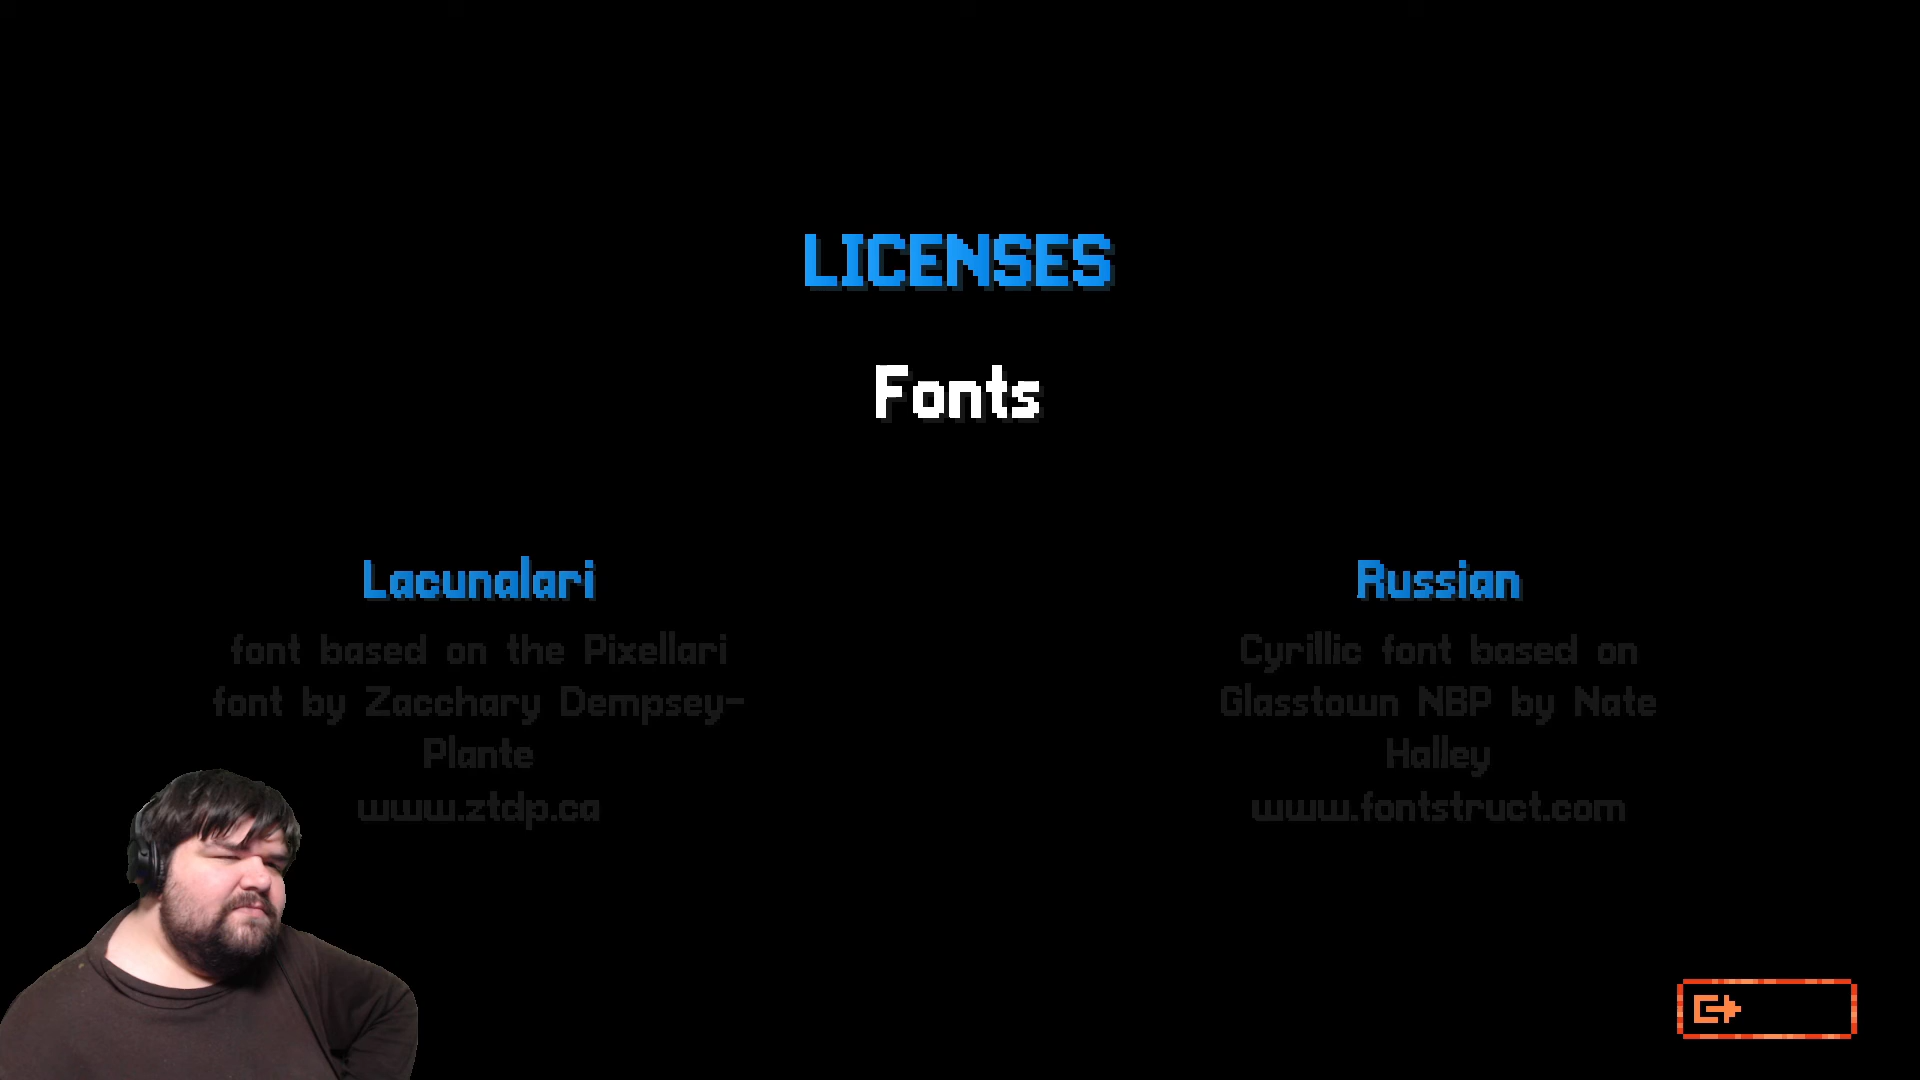 LICENSES
Fonts
Lacunalari
font based on the Pixellari
font by Zacchary Dempsey-
Plante
www.ztdp.ca
Russian
Cyrillic font based on
Glasstown NBP by Nate
Halley
www.fontstruct.com